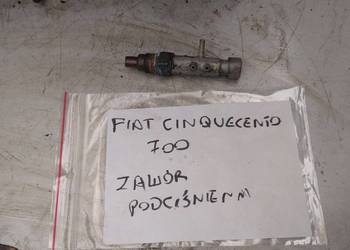 FIAT CINQUECENTO
700
ZAWÓR
PODCIŚNIENIA